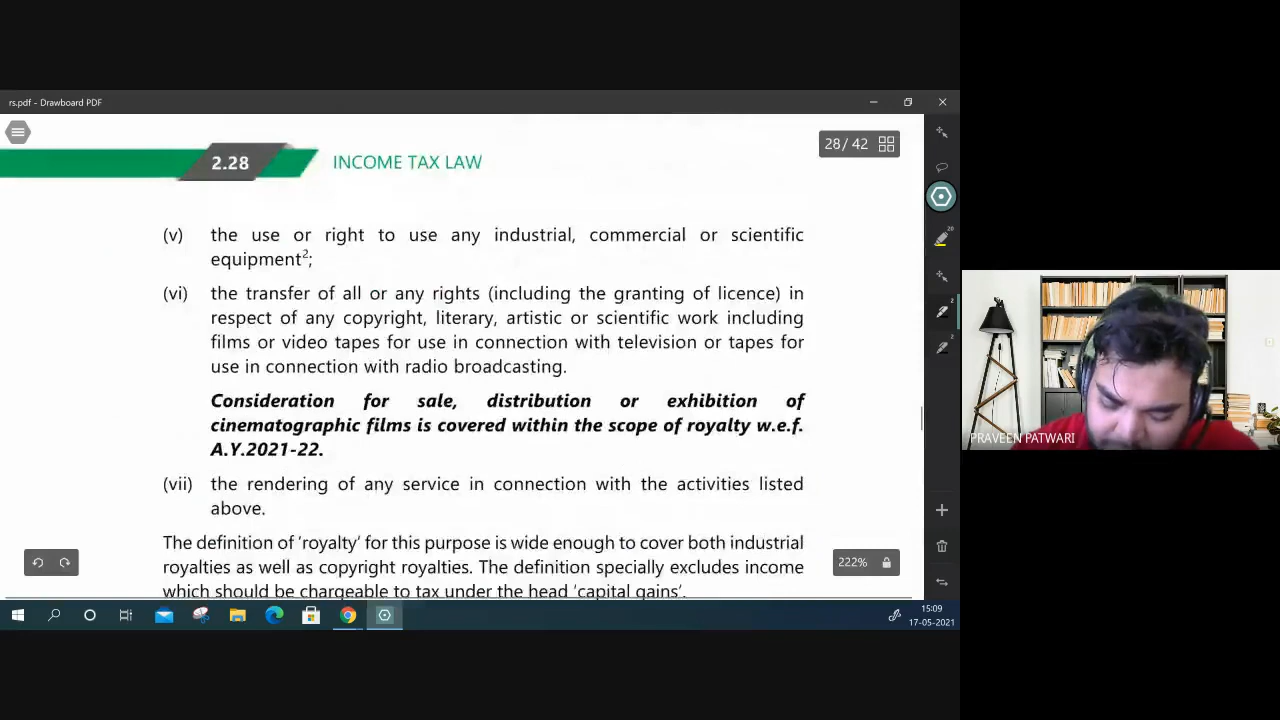 rs.pdf - Drawboard PDF
2.28
INCOME TAX LAW
28/ 42
(v) the use or right to use any industrial, commercial or scientific
equipment2;
(vi) the transfer of all or any rights (including the granting of licence) in
respect of any copyright, literary, artistic or scientific work including
films or video tapes for use in connection with television or tapes for
use in connection with radio broadcasting.
Consideration for sale, distribution or exhibition of
cinematographic films is covered within the scope of royalty w.e.f.
A.Y.2021-22.
(vii) the rendering of any service in connection with the activities listed
above.
The definition of 'royalty' for this purpose is wide enough to cover both industrial
royalties as well as copyright royalties. The definition specially excludes income
which should be chargeable to tax under the head 'capital gains'.
222%
20
2
2
PRAVEEN PATWARI
15:09
17-05-2021